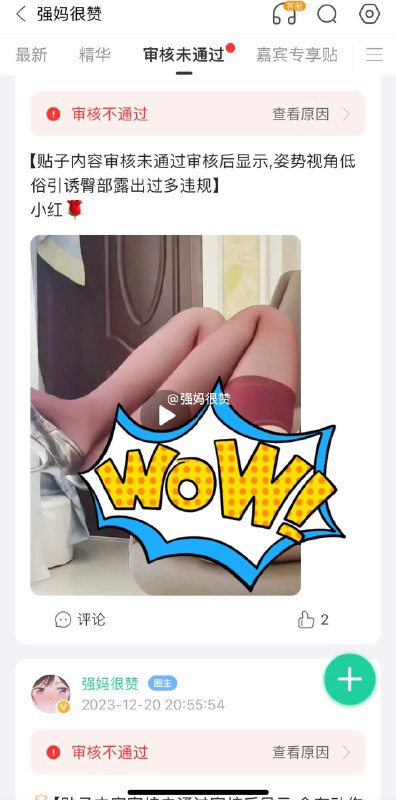 强妈很赞
客服
最新 精华 审核未通过 嘉宾专享贴
审核不通过 查看原因
【贴子内容审核未通过审核后显示,姿势视角低
俗引诱臀部露出过多违规】
小红🌹
@强妈很赞
WOW!
评论 2
强妈很赞 圈主
2023-12-20 20:55:54
审核不通过 查看原因